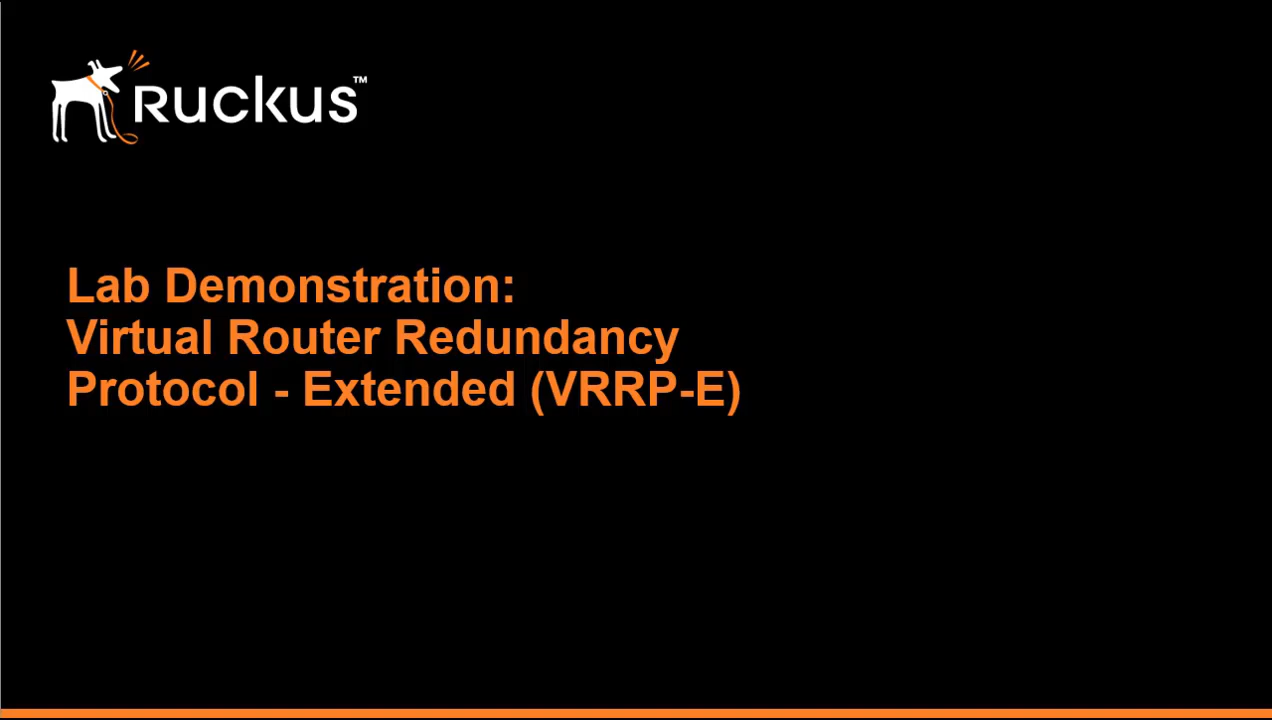 Ruckus™
Lab Demonstration:
Virtual Router Redundancy
Protocol - Extended (VRRP-E)